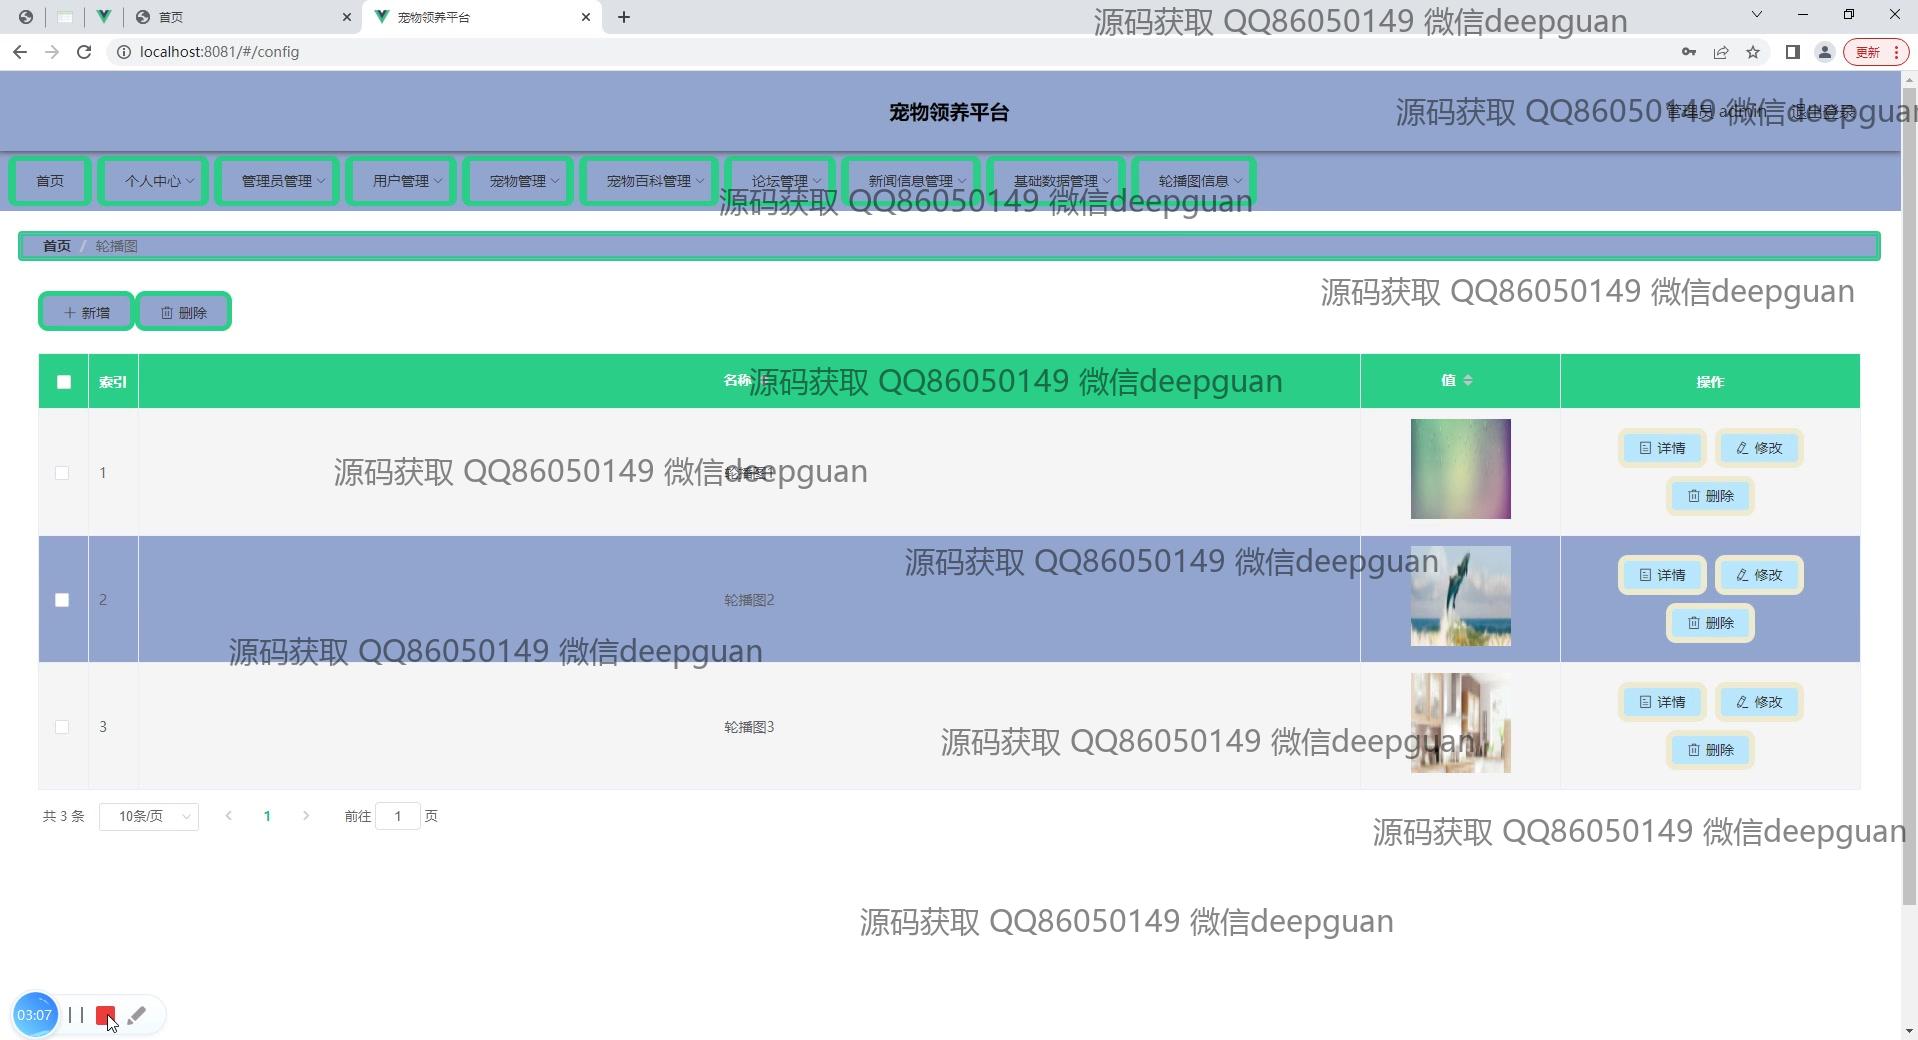 首页
宠物领养平台
源码获取 QQ86050149 微信deepguan
localhost:8081/#/config
更新
宠物领养平台
管理员 admin
退出登录
源码获取 QQ86050149 微信deepguan
首页
个人中心
管理员管理
用户管理
宠物管理
宠物百科管理
论坛管理
新闻信息管理
基础数据管理
轮播图信息
源码获取 QQ86050149 微信deepguan
首页 / 轮播图
源码获取 QQ86050149 微信deepguan
新增
删除
索引
名称
值
操作
源码获取 QQ86050149 微信deepguan
1
轮播图1
详情
修改
删除
源码获取 QQ86050149 微信deepguan
2
轮播图2
详情
修改
删除
源码获取 QQ86050149 微信deepguan
源码获取 QQ86050149 微信deepguan
3
轮播图3
详情
修改
删除
源码获取 QQ86050149 微信deepguan
共 3 条
10条/页
1
前往 1 页
源码获取 QQ86050149 微信deepguan
源码获取 QQ86050149 微信deepguan
03:07